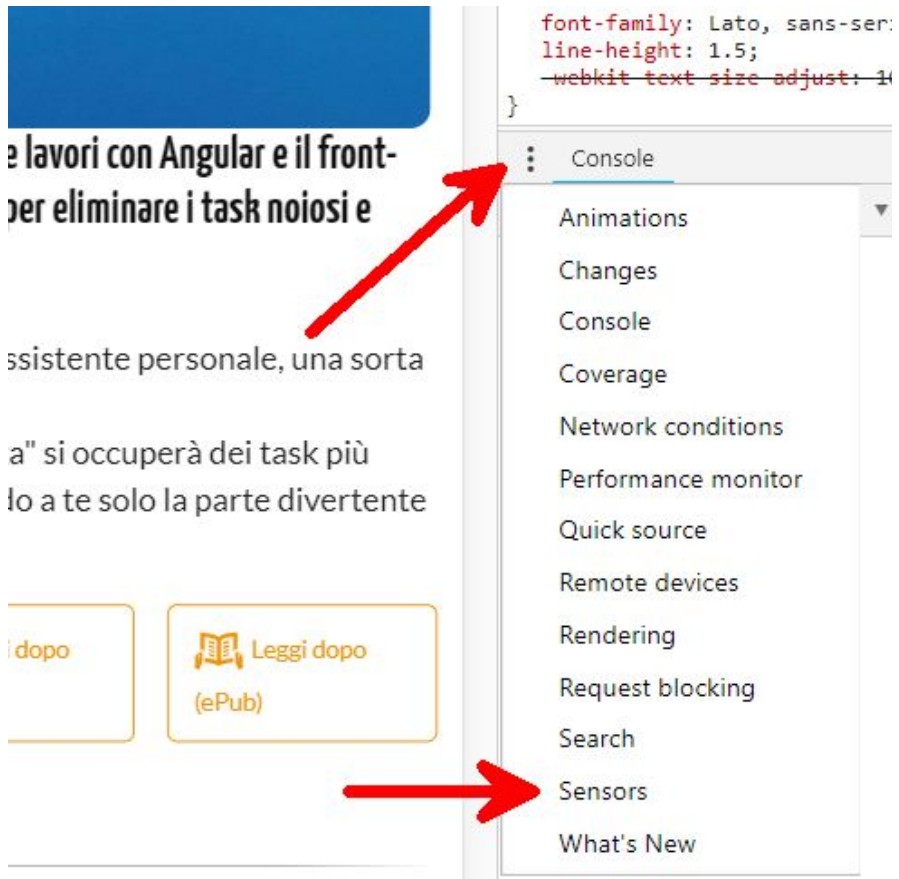 font-family: Lato, sans-ser
line-height: 1.5;
-webkit-text-size-adjust: 10
}
e lavori con Angular e il front-
per eliminare i task noiosi e
ssistente personale, una sorta
a" si occuperà dei task più
do a te solo la parte divertente
i dopo
Leggi dopo
(ePub)
Console
Animations
Changes
Console
Coverage
Network conditions
Performance monitor
Quick source
Remote devices
Rendering
Request blocking
Search
Sensors
What's New